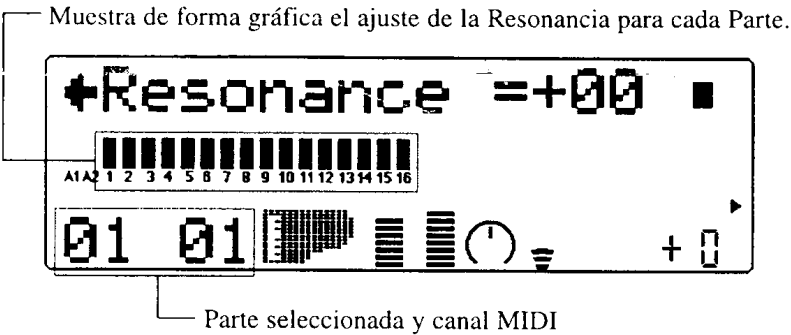 Muestra de forma gráfica el ajuste de la Resonancia para cada Parte.
Resonance =+00
A1 A2 1 2 3 4 5 6 7 8 9 10 11 12 13 14 15 16
01 01 + 0
Parte seleccionada y canal MIDI